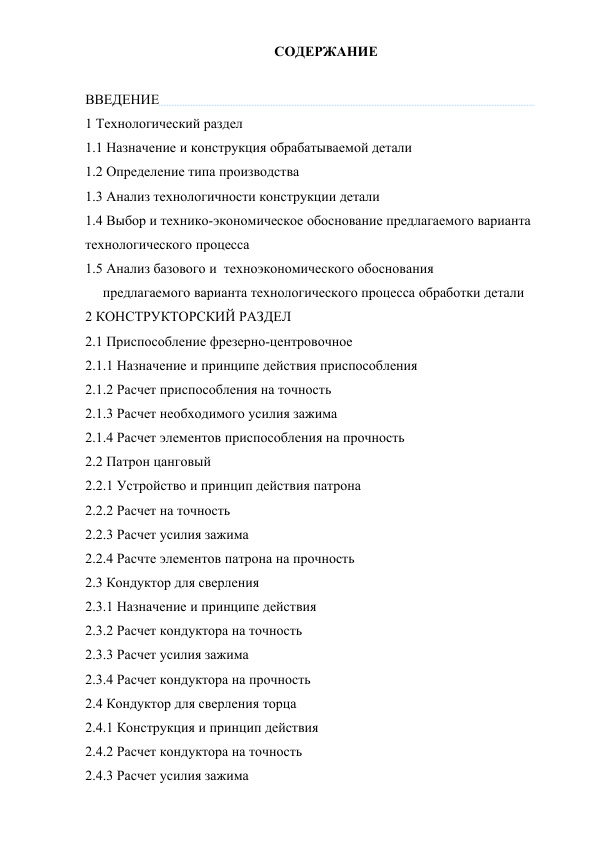 СОДЕРЖАНИЕ
ВВЕДЕНИЕ
1 Технологический раздел
1.1 Назначение и конструкция обрабатываемой детали
1.2 Определение типа производства
1.3 Анализ технологичности конструкции детали
1.4 Выбор и технико-экономическое обоснование предлагаемого варианта
технологического процесса
1.5 Анализ базового и техноэкономического обоснования
предлагаемого варианта технологического процесса обработки детали
2 КОНСТРУКТОРСКИЙ РАЗДЕЛ
2.1 Приспособление фрезерно-центровочное
2.1.1 Назначение и принципе действия приспособления
2.1.2 Расчет приспособления на точность
2.1.3 Расчет необходимого усилия зажима
2.1.4 Расчет элементов приспособления на прочность
2.2 Патрон цанговый
2.2.1 Устройство и принцип действия патрона
2.2.2 Расчет на точность
2.2.3 Расчет усилия зажима
2.2.4 Расчте элементов патрона на прочность
2.3 Кондуктор для сверления
2.3.1 Назначение и принципе действия
2.3.2 Расчет кондуктора на точность
2.3.3 Расчет усилия зажима
2.3.4 Расчет кондуктора на прочность
2.4 Кондуктор для сверления торца
2.4.1 Конструкция и принцип действия
2.4.2 Расчет кондуктора на точность
2.4.3 Расчет усилия зажима